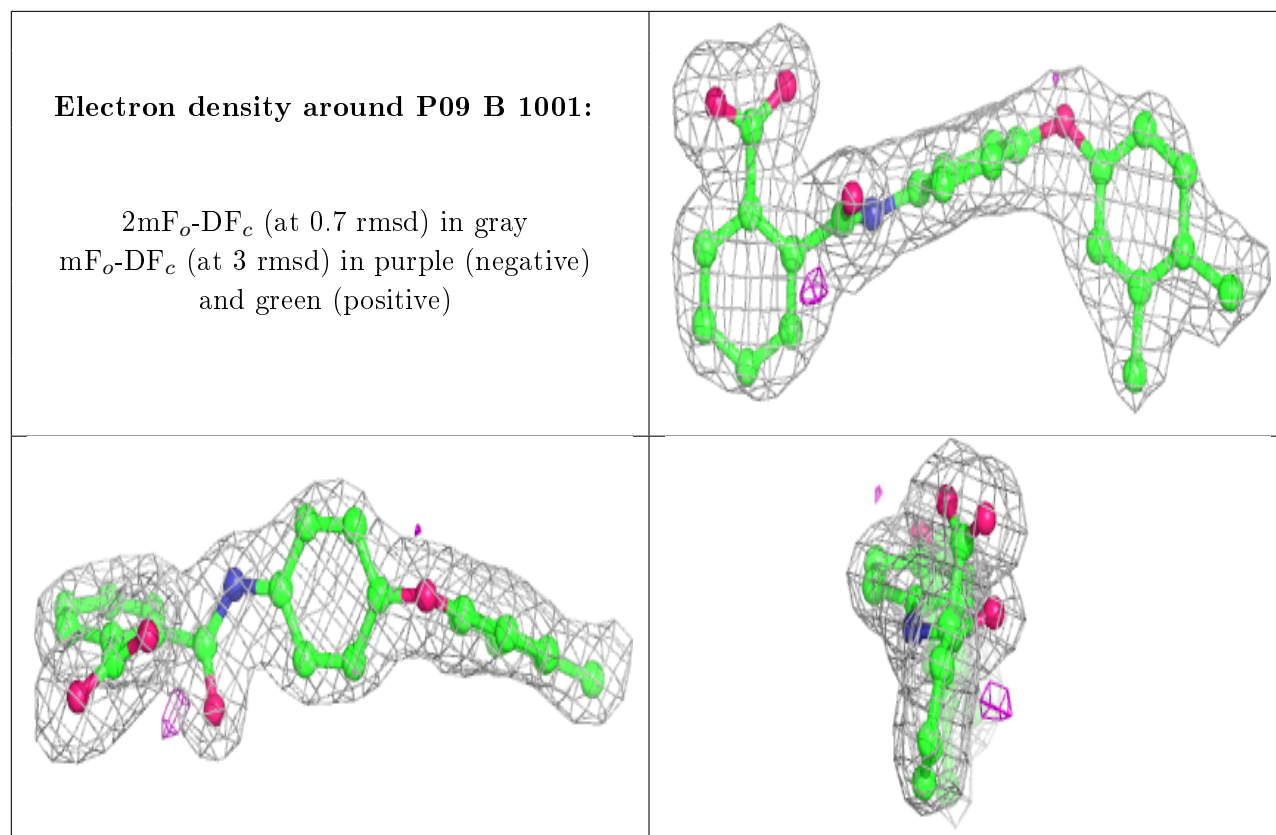 Electron density around P09 B 1001:
2mFₒ-DF𝒸 (at 0.7 rmsd) in gray
mFₒ-DF𝒸 (at 3 rmsd) in purple (negative)
and green (positive)